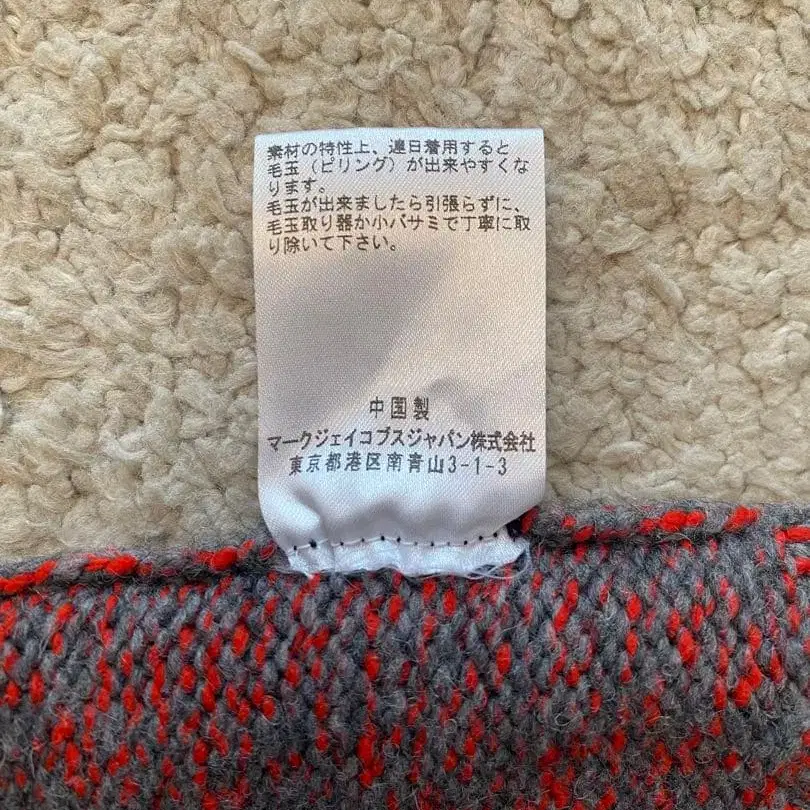 素材の特性上、連日着用すると
毛玉（ピリング）が出来やすくな
ります。
毛玉が出来ましたら引張らずに、
毛玉取り器か小バサミで丁寧に取
り除いて下さい。
中国製
マークジェイコブスジャパン株式会社
東京都港区南青山3-1-3